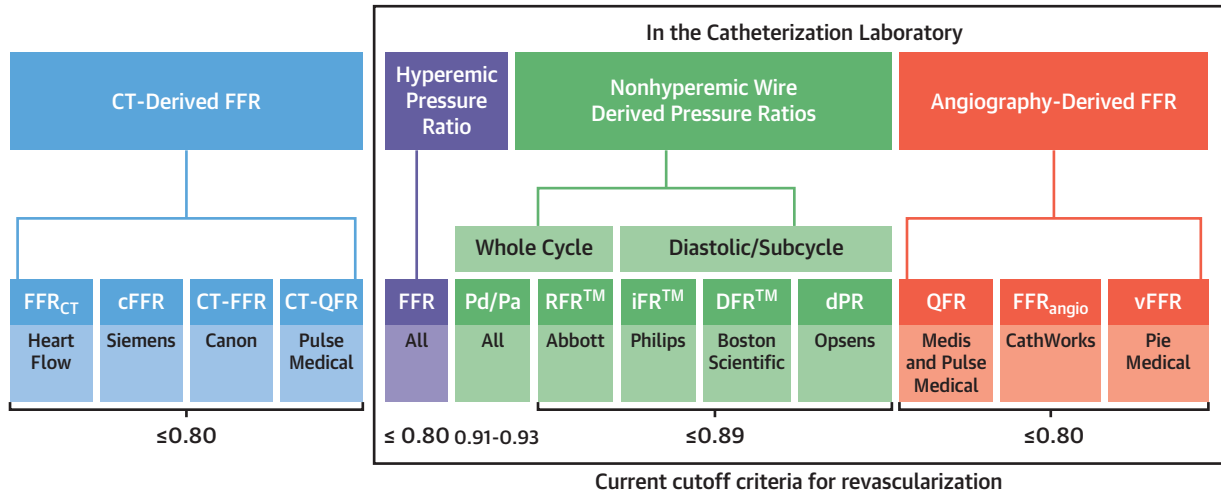 In the Catheterization Laboratory
CT-Derived FFR
Hyperemic
Pressure
Ratio
Nonhyperemic Wire
Derived Pressure Ratios
Angiography-Derived FFR
Whole Cycle
Diastolic/Subcycle
FFRCT
Heart
Flow
cFFR
Siemens
CT-FFR
Canon
CT-QFR
Pulse
Medical
FFR
All
Pd/Pa
All
RFR™
Abbott
iFR™
Philips
DFR™
Boston
Scientific
dPR
Opsens
QFR
Medis
and Pulse
Medical
FFRangio
CathWorks
vFFR
Pie
Medical
≤0.80
≤ 0.80
0.91-0.93
≤0.89
≤0.80
Current cutoff criteria for revascularization